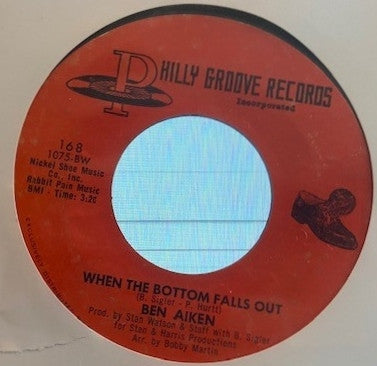 PHILLY GROOVE RECORDS
Incorporated
168
1075-BW
Nickel Shoe Music
Co., Inc.
Rabbit Pain Music
BMI - Time: 3:20
WHEN THE BOTTOM FALLS OUT
(B. Sigler - P. Hurtt)
BEN AIKEN
Prod. by Stan Watson & Staff with B. Sigler
for Stan & Harris Productions
Arr. by Bobby Martin
EXCLUSIVELY